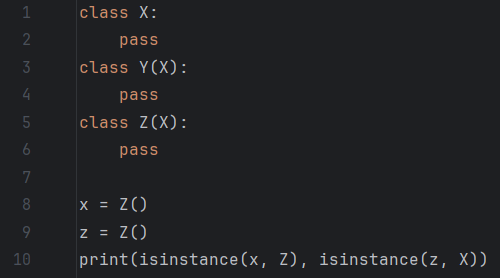 1 class X:
2     pass
3 class Y(X):
4     pass
5 class Z(X):
6     pass
7
8 x = Z()
9 z = Z()
10 print(isinstance(x, Z), isinstance(z, X))